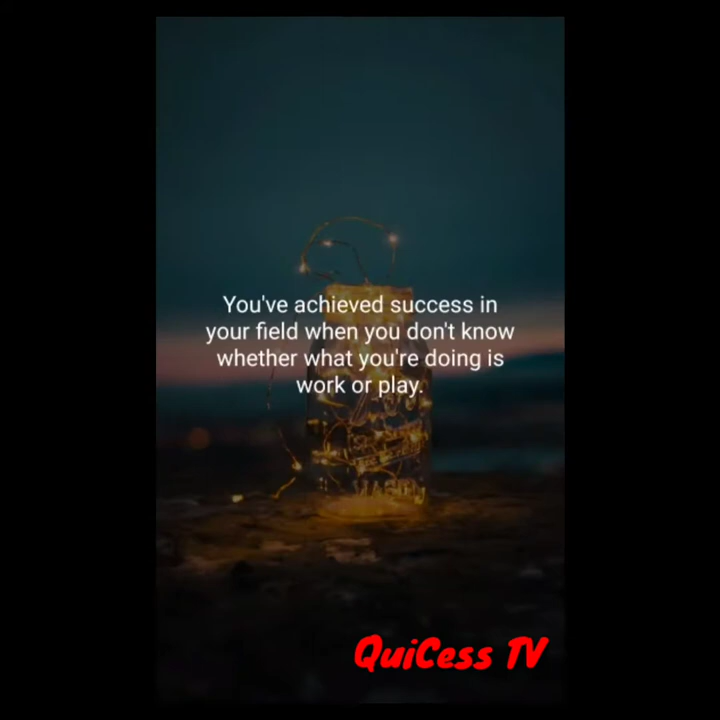 You've achieved success in
your field when you don't know
whether what you're doing is
work or play.
QuiCess TV